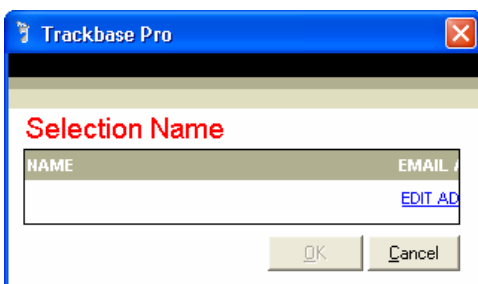 Trackbase Pro
Selection Name
NAME EMAIL
EDIT AD
OK Cancel